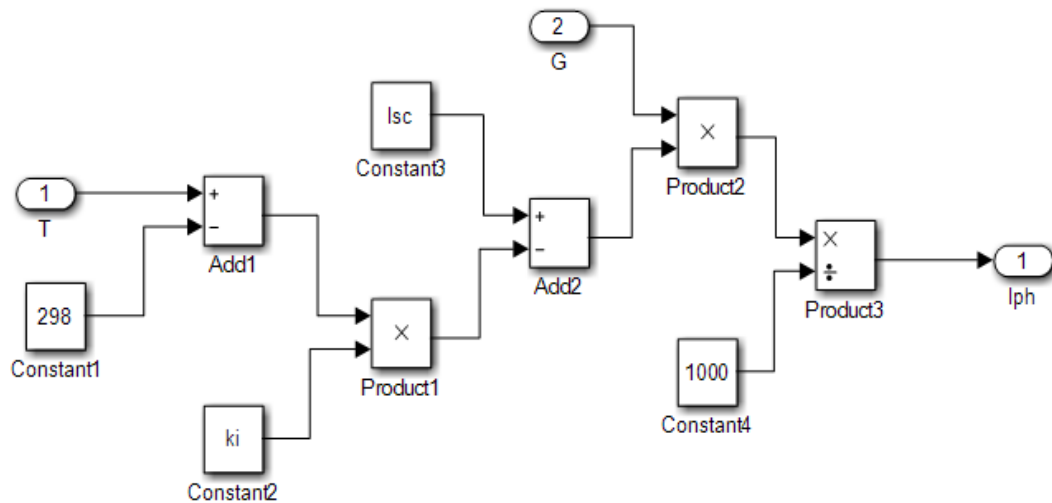 2
G
Isc
Constant3
×
Product2
1
T
+
−
Add1
+
−
Add2
×
÷
Product3
1
Iph
298
Constant1
×
Product1
1000
Constant4
ki
Constant2